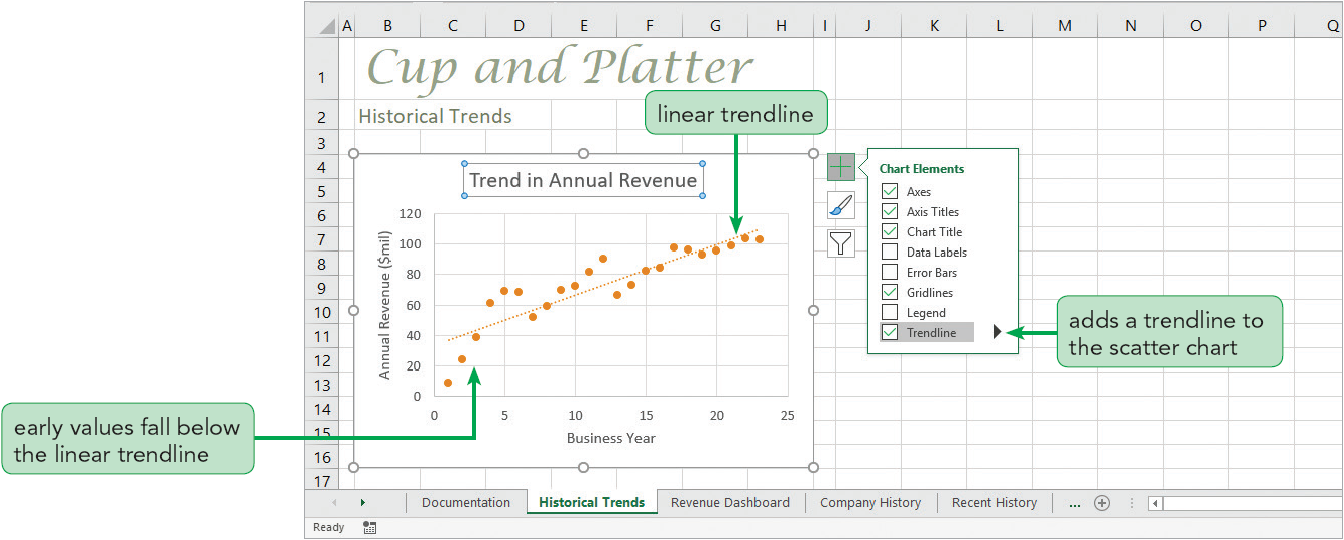 A B C D E F G H I J K L M N O P Q
1 Cup and Platter
2 Historical Trends
linear trendline
3
4
5
6
7
8
9
10
11
12
13
14
15
16
17
Trend in Annual Revenue
Annual Revenue ($mil)
120
100
80
60
40
20
0
0 5 10 15 20 25
Business Year
Chart Elements
Axes
Axis Titles
Chart Title
Data Labels
Error Bars
Gridlines
Legend
Trendline
adds a trendline to
the scatter chart
early values fall below
the linear trendline
Documentation Historical Trends Revenue Dashboard Company History Recent History ...
Ready